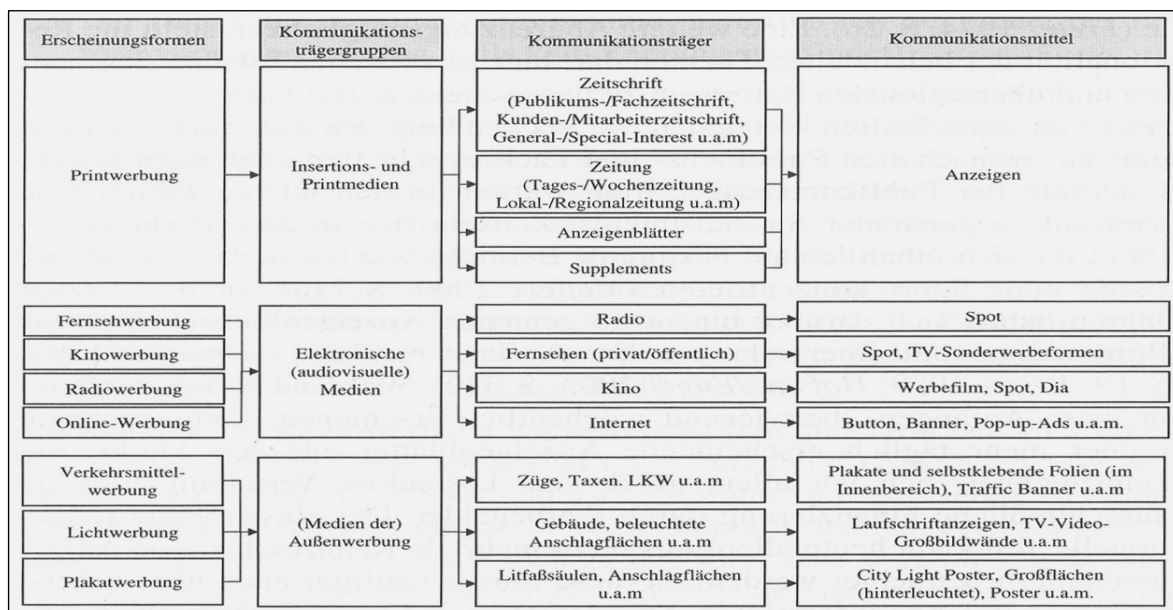 Erscheinungsformen
Kommunikations-
trägergruppen
Kommunikationsträger
Kommunikationsmittel
Printwerbung
Insertions- und
Printmedien
Zeitschrift
(Publikums-/Fachzeitschrift,
Kunden-/Mitarbeiterzeitschrift,
General-/Special-Interest u.a.m)
Zeitung
(Tages-/Wochenzeitung,
Lokal-/Regionalzeitung u.a.m)
Anzeigenblätter
Supplements
Anzeigen
Fernsehwerbung
Kinowerbung
Radiowerbung
Online-Werbung
Elektronische
(audiovisuelle)
Medien
Radio
Fernsehen (privat/öffentlich)
Kino
Internet
Spot
Spot, TV-Sonderwerbeformen
Werbefilm, Spot, Dia
Button, Banner, Pop-up-Ads u.a.m.
Verkehrsmittel-
werbung
Lichtwerbung
Plakatwerbung
(Medien der)
Außenwerbung
Züge, Taxen. LKW u.a.m
Gebäude, beleuchtete
Anschlagflächen u.a.m
Litfaßsäulen, Anschlagflächen
u.a.m
Plakate und selbstklebende Folien (im
Innenbereich), Traffic Banner u.a.m
Laufschriftanzeigen, TV-Video-
Großbildwände u.a.m
City Light Poster, Großflächen
(hinterleuchtet), Poster u.a.m.